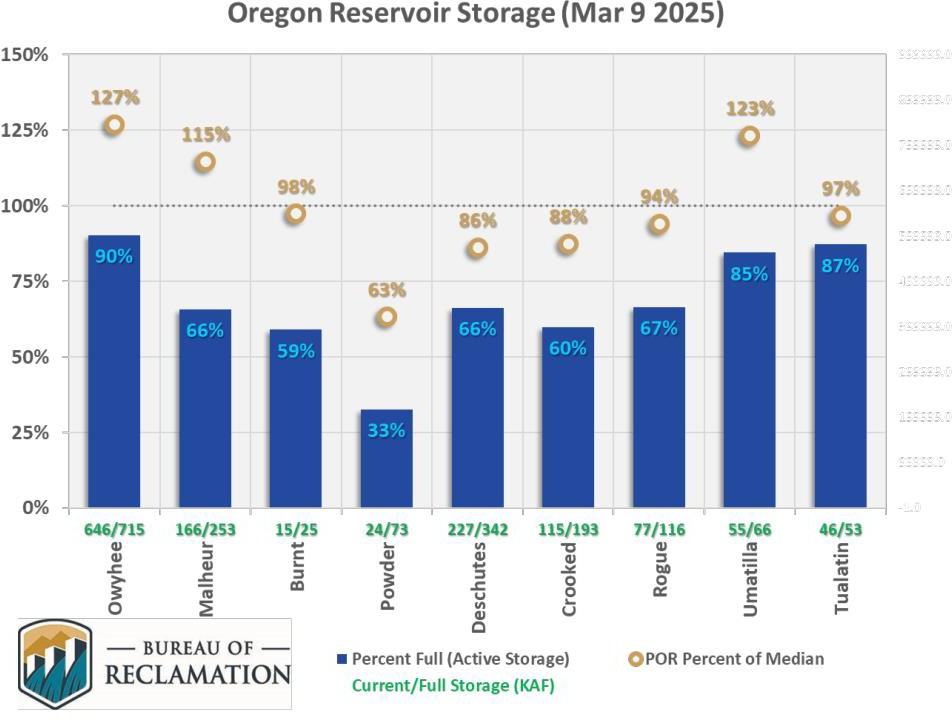 Oregon Reservoir Storage (Mar 9 2025)
150%
125%
100%
75%
50%
25%
0%
127%
115%
98%
63%
86%
88%
94%
123%
97%
90%
66%
59%
33%
66%
60%
67%
85%
87%
646/715
166/253
15/25
24/73
227/342
115/193
77/116
55/66
46/53
Owyhee
Malheur
Burnt
Powder
Deschutes
Crooked
Rogue
Umatilla
Tualatin
BUREAU OF
RECLAMATION
Percent Full (Active Storage)
POR Percent of Median
Current/Full Storage (KAF)